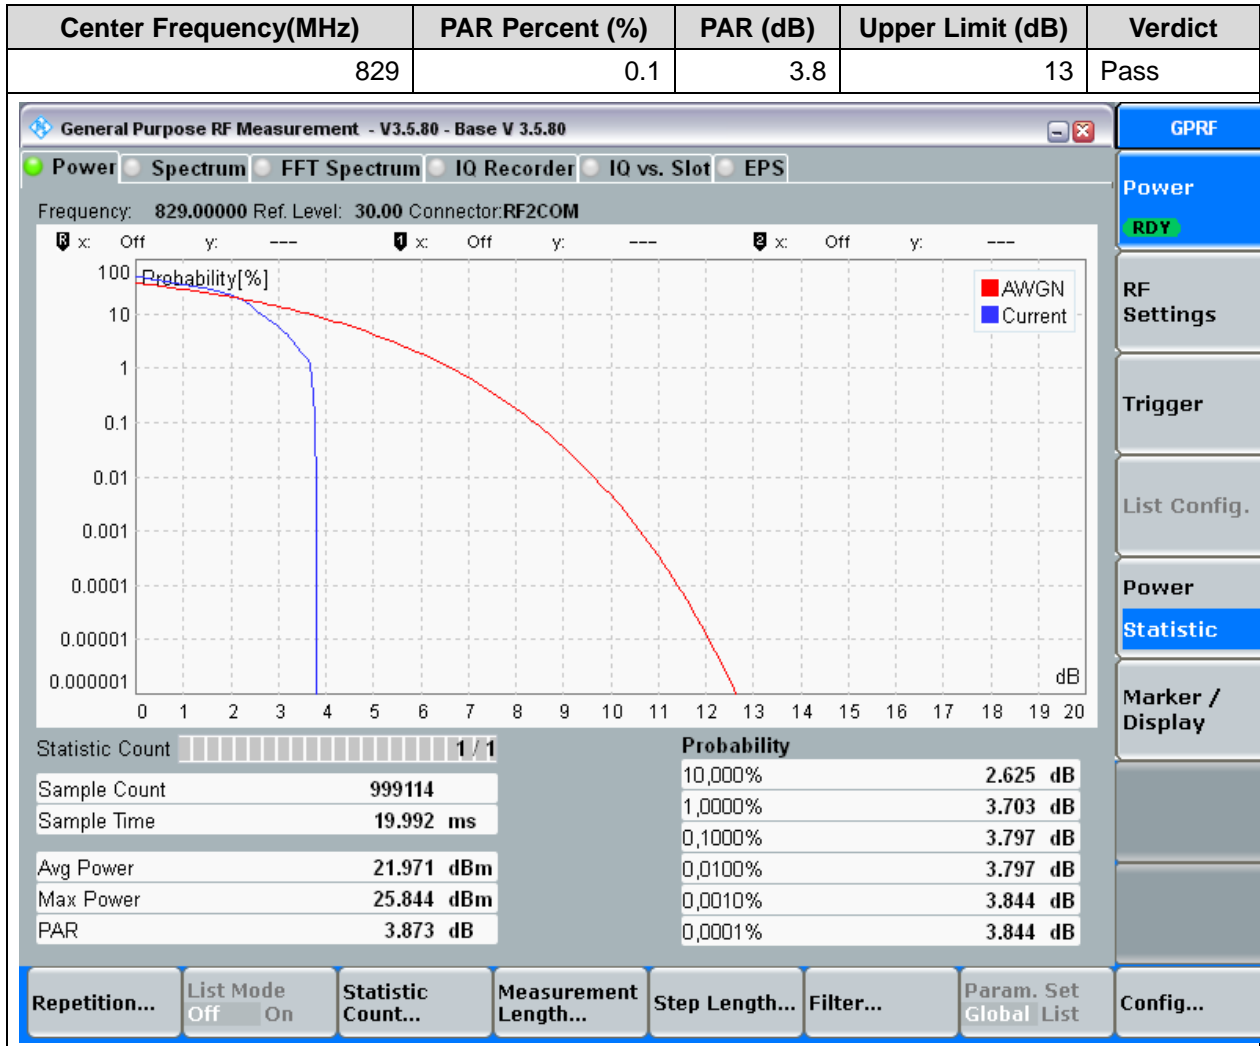 Center Frequency(MHz) PAR Percent (%) PAR (dB) Upper Limit (dB) Verdict
829 0.1 3.8 13 Pass
General Purpose RF Measurement - V3.5.80 - Base V 3.5.80
GPRF
Power Spectrum FFT Spectrum IQ Recorder IQ vs. Slot EPS
Power
RDY
Frequency: 829.00000 Ref. Level: 30.00 Connector:RF2COM
R x: Off y: --- 1 x: Off y: --- 2 x: Off y: ---
Probability[%]
100
10
1
0.1
0.01
0.001
0.0001
0.00001
0.000001
AWGN
Current
dB
0 1 2 3 4 5 6 7 8 9 10 11 12 13 14 15 16 17 18 19 20
RF
Settings
Trigger
List Config.
Power
Statistic
Marker /
Display
Statistic Count 1 / 1
Sample Count 999114
Sample Time 19.992 ms
Avg Power 21.971 dBm
Max Power 25.844 dBm
PAR 3.873 dB
Probability
10,000% 2.625 dB
1,0000% 3.703 dB
0,1000% 3.797 dB
0,0100% 3.797 dB
0,0010% 3.844 dB
0,0001% 3.844 dB
Repetition...
List Mode
Off On
Statistic
Count...
Measurement
Length...
Step Length...
Filter...
Param. Set
Global List
Config...